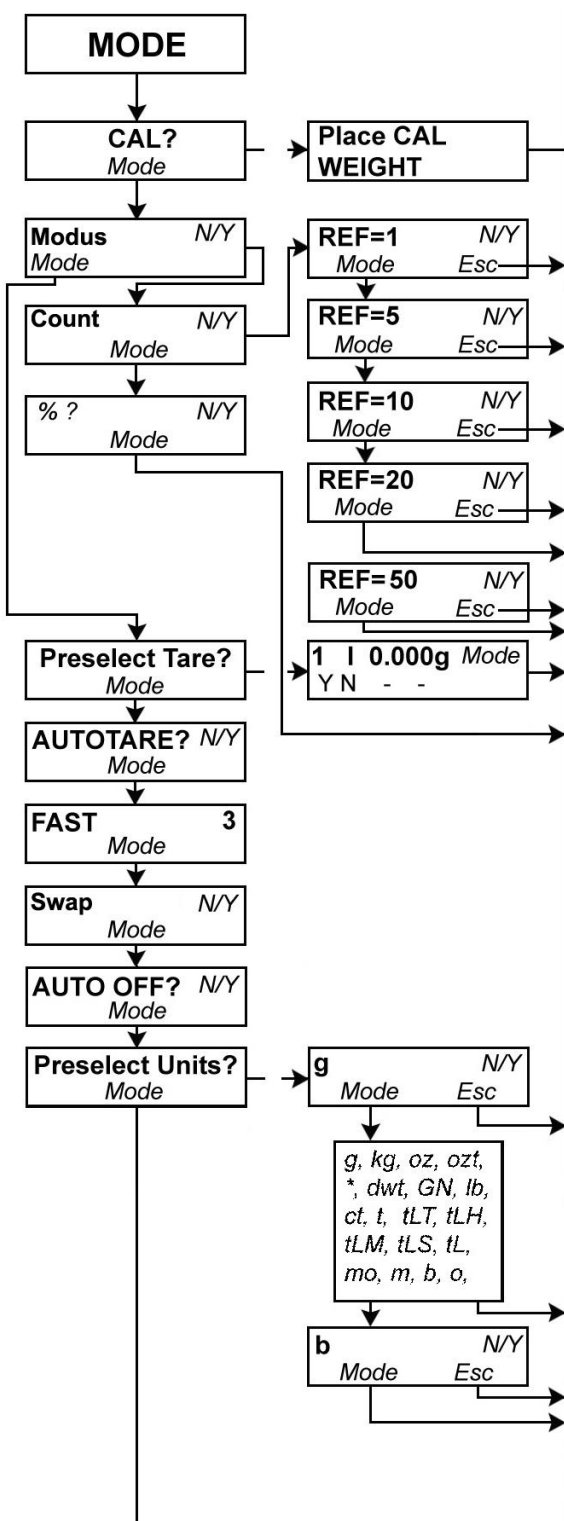 MODE
CAL?
Mode
Place CAL
WEIGHT
Modus N/Y
Mode
Count N/Y
Mode
% ? N/Y
Mode
REF=1 N/Y
Mode Esc
REF=5 N/Y
Mode Esc
REF=10 N/Y
Mode Esc
REF=20 N/Y
Mode Esc
REF=50 N/Y
Mode Esc
Preselect Tare?
Mode
1 I 0.000g Mode
Y N - -
AUTOTARE? N/Y
Mode
FAST 3
Mode
Swap N/Y
Mode
AUTO OFF? N/Y
Mode
Preselect Units?
Mode
g N/Y
Mode Esc
g, kg, oz, ozt,
*, dwt, GN, lb,
ct, t, tLT, tLH,
tLM, tLS, tL,
mo, m, b, o,
b N/Y
Mode Esc